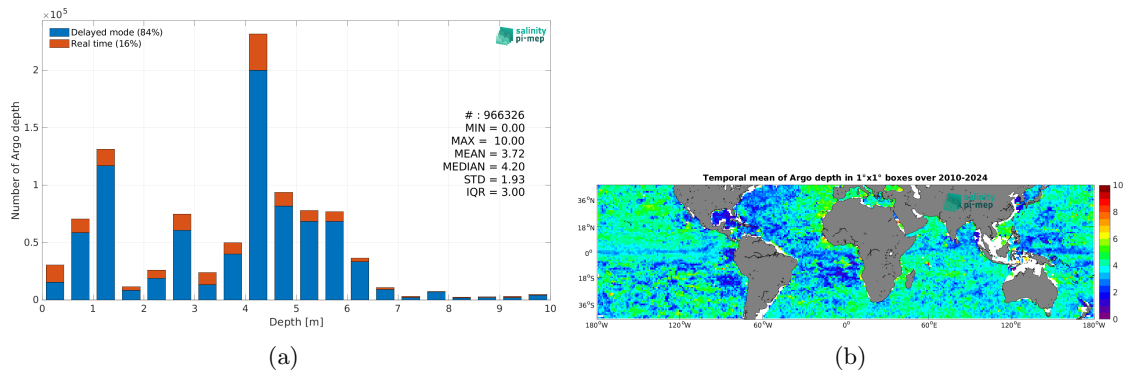 ×10⁵
Delayed mode (84%)
Real time (16%)
salinity
pi-mep
# : 966326
MIN = 0.00
MAX = 10.00
MEAN = 3.72
MEDIAN = 4.20
STD = 1.93
IQR = 3.00
Number of Argo depth
2
1.5
1
0.5
0
0 1 2 3 4 5 6 7 8 9 10
Depth [m]
(a)
Temporal mean of Argo depth in 1°x1° boxes over 2010-2024
salinity
pi-mep
36°N
18°N
0°
18°S
36°S
180°W 120°W 60°W 0° 60°E 120°E 180°W
10
8
6
4
2
0
(b)